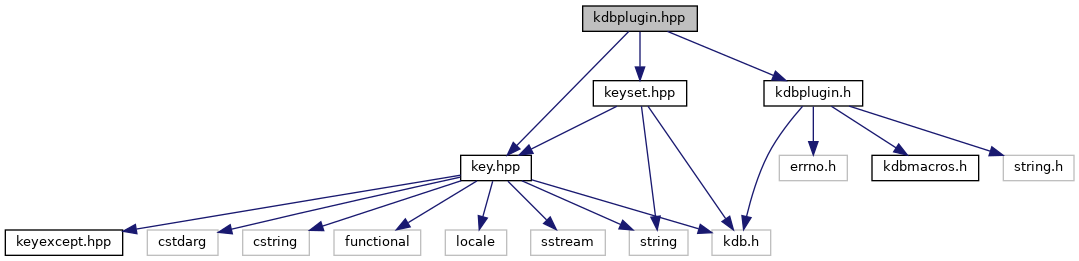 kdbplugin.hpp
keyset.hpp
kdbplugin.h
key.hpp
errno.h
kdbmacros.h
string.h
keyexcept.hpp
cstdarg
cstring
functional
locale
sstream
string
kdb.h